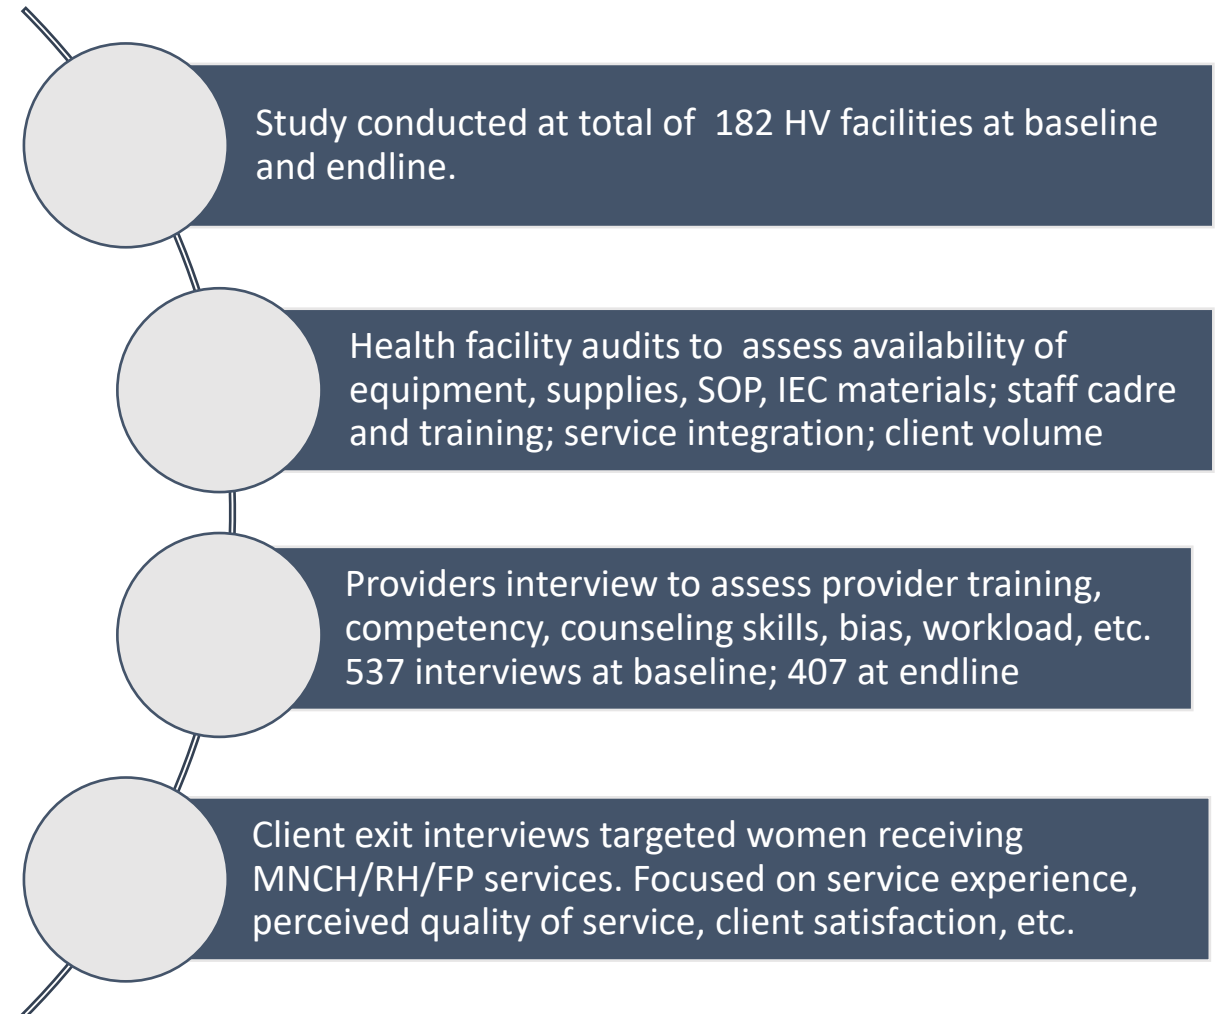 Study conducted at total of  182 HV facilities at baseline
and endline.
Health facility audits to  assess availability of
equipment, supplies, SOP, IEC materials; staff cadre
and training; service integration; client volume
Providers interview to assess provider training,
competency, counseling skills, bias, workload, etc.
537 interviews at baseline; 407 at endline
Client exit interviews targeted women receiving
MNCH/RH/FP services. Focused on service experience,
perceived quality of service, client satisfaction, etc.